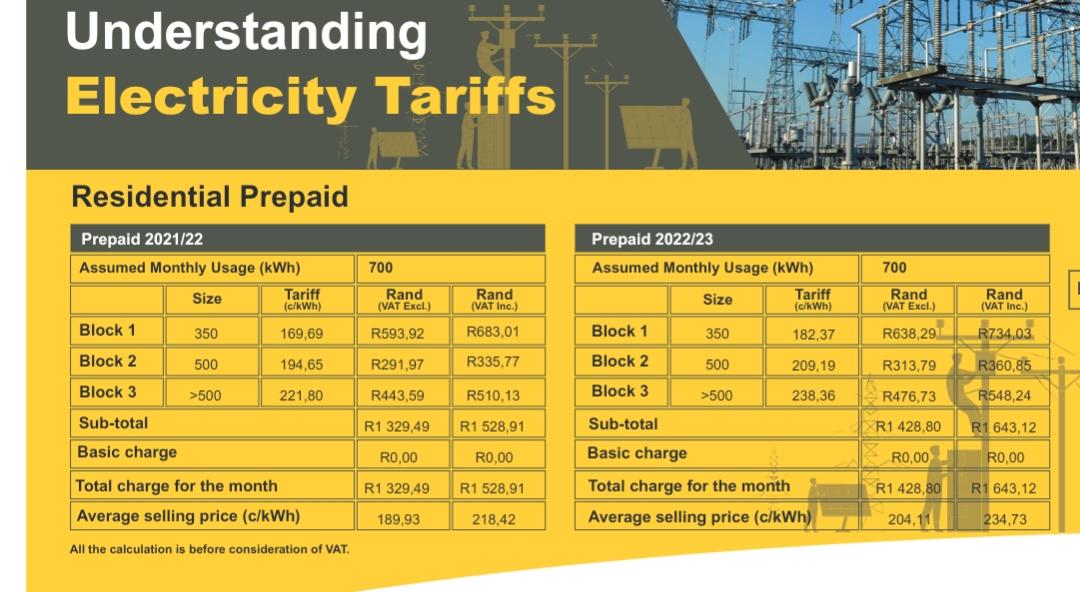 Understanding
Electricity Tariffs
Residential Prepaid
Prepaid 2021/22
Assumed Monthly Usage (kWh) 700
Size Tariff (c/kWh) Rand (VAT Excl.) Rand (VAT Inc.)
Block 1 350 169,69 R593,92 R683,01
Block 2 500 194,65 R291,97 R335,77
Block 3 >500 221,80 R443,59 R510,13
Sub-total R1 329,49 R1 528,91
Basic charge R0,00 R0,00
Total charge for the month R1 329,49 R1 528,91
Average selling price (c/kWh) 189,93 218,42
All the calculation is before consideration of VAT.
Prepaid 2022/23
Assumed Monthly Usage (kWh) 700
Size Tariff (c/kWh) Rand (VAT Excl.) Rand (VAT Inc.)
Block 1 350 182,37 R638,29 R734,03
Block 2 500 209,19 R313,79 R360,85
Block 3 >500 238,36 R476,73 R548,24
Sub-total R1 428,80 R1 643,12
Basic charge R0,00 R0,00
Total charge for the month R1 428,80 R1 643,12
Average selling price (c/kWh) 204,11 234,73